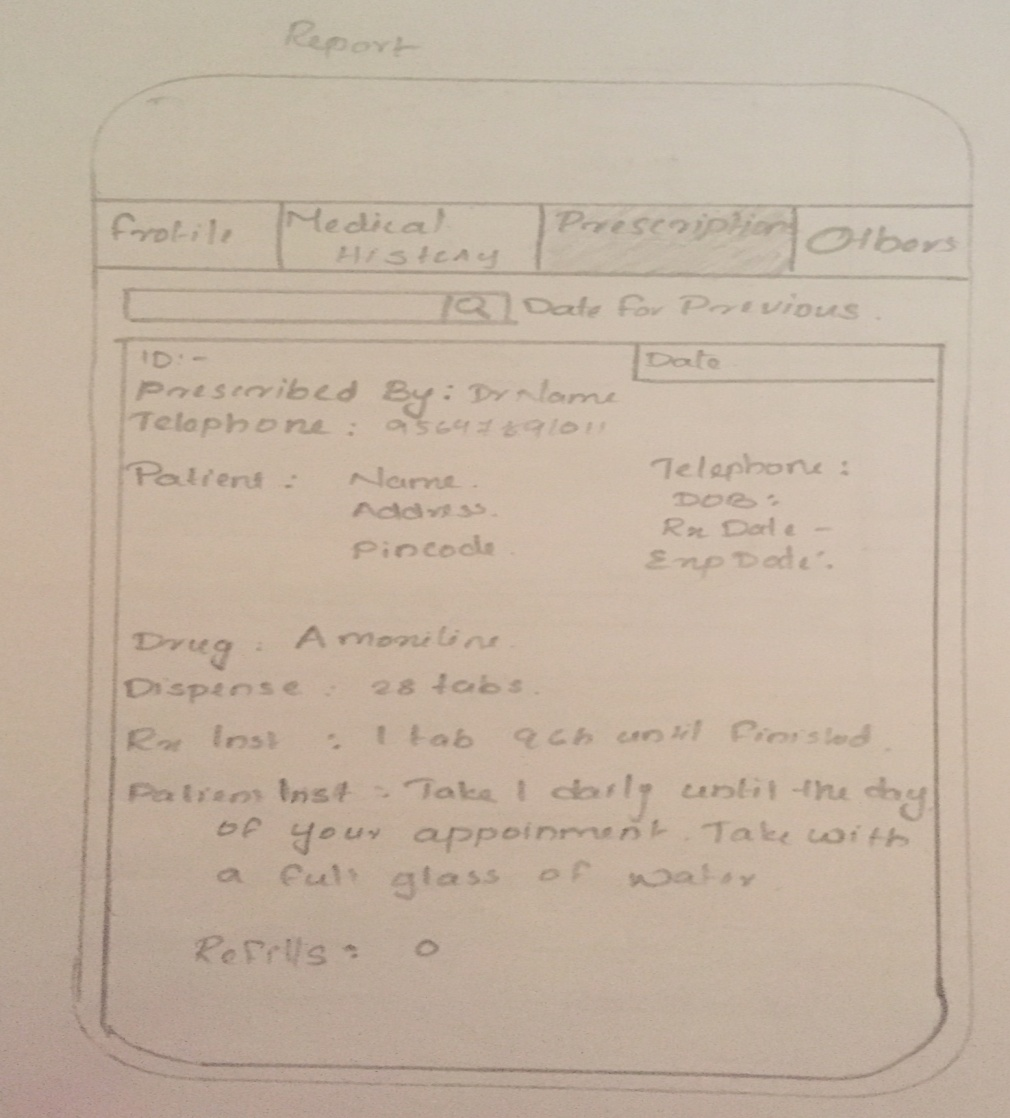 Report
Profile
Medical
History
Prescription
Others
Date for Previous.
ID:-
Date
Prescribed By: Dr Name
Telephone: 95647891011
Patient: Name.
Address.
Pincode.
Telephone:
DOB:
Rx Date -
Exp Date:
Drug: Amoxiline.
Dispense: 28 tabs.
Rx Inst: 1 tab q6h until finished.
Patient Inst: Take 1 daily until the day
of your appoinment. Take with
a full glass of water
Refills: 0